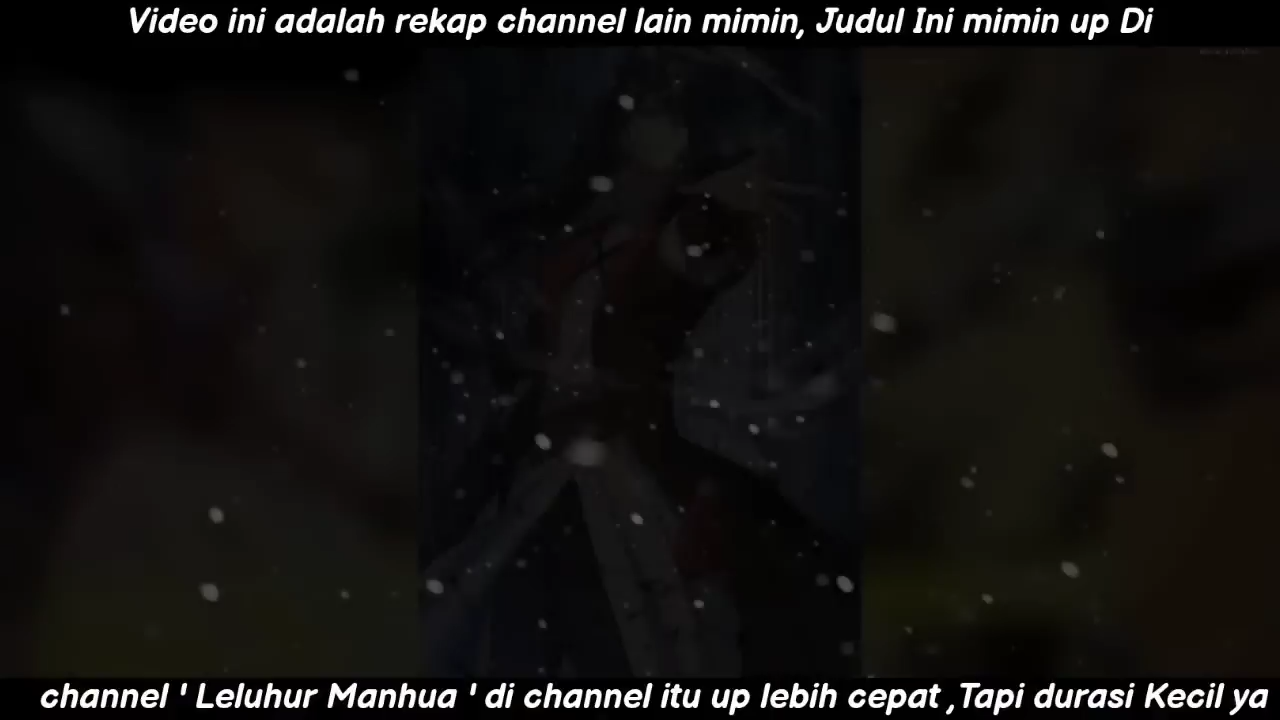 Video ini adalah rekap channel lain mimin, Judul Ini mimin up Di
channel ' Leluhur Manhua ' di channel itu up lebih cepat ,Tapi durasi Kecil ya